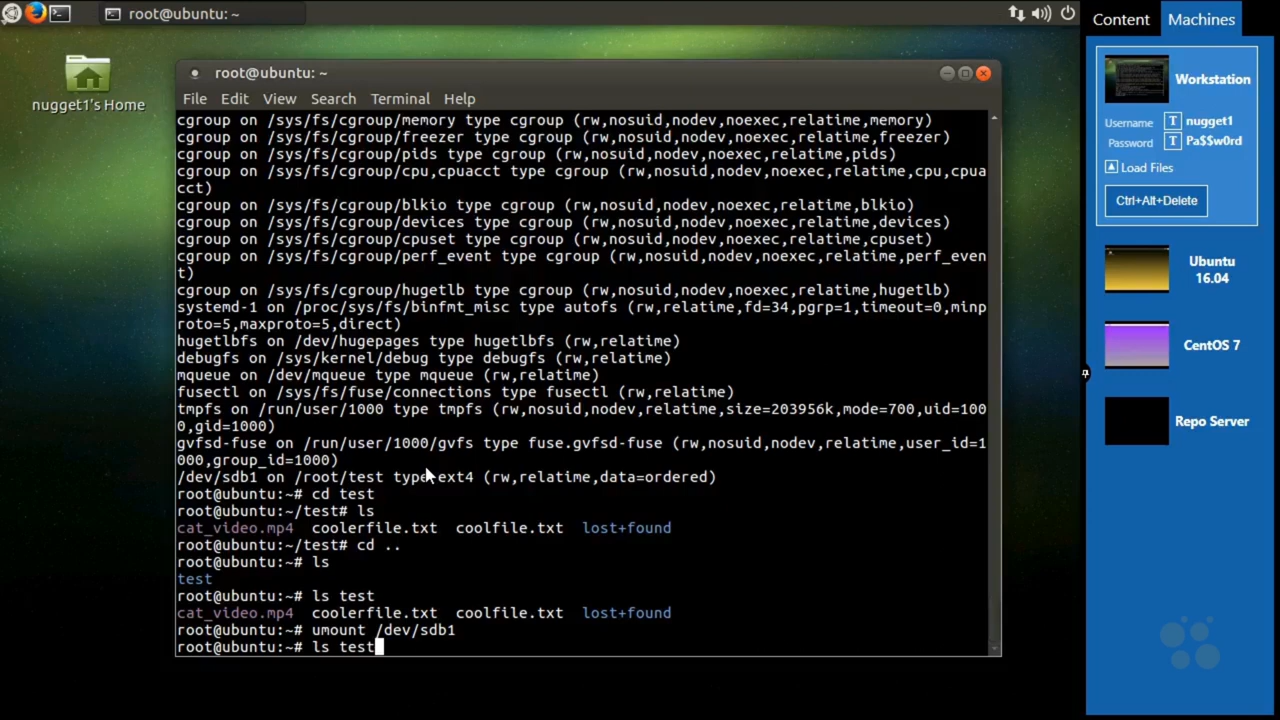 root@ubuntu: ~
nugget1's Home
root@ubuntu: ~
File Edit View Search Terminal Help
cgroup on /sys/fs/cgroup/memory type cgroup (rw,nosuid,nodev,noexec,relatime,memory)
cgroup on /sys/fs/cgroup/freezer type cgroup (rw,nosuid,nodev,noexec,relatime,freezer)
cgroup on /sys/fs/cgroup/pids type cgroup (rw,nosuid,nodev,noexec,relatime,pids)
cgroup on /sys/fs/cgroup/cpu,cpuacct type cgroup (rw,nosuid,nodev,noexec,relatime,cpu,cpua
cct)
cgroup on /sys/fs/cgroup/blkio type cgroup (rw,nosuid,nodev,noexec,relatime,blkio)
cgroup on /sys/fs/cgroup/devices type cgroup (rw,nosuid,nodev,noexec,relatime,devices)
cgroup on /sys/fs/cgroup/cpuset type cgroup (rw,nosuid,nodev,noexec,relatime,cpuset)
cgroup on /sys/fs/cgroup/perf_event type cgroup (rw,nosuid,nodev,noexec,relatime,perf_even
t)
cgroup on /sys/fs/cgroup/hugetlb type cgroup (rw,nosuid,nodev,noexec,relatime,hugetlb)
systemd-1 on /proc/sys/fs/binfmt_misc type autofs (rw,relatime,fd=34,pgrp=1,timeout=0,minp
roto=5,maxproto=5,direct)
hugetlbfs on /dev/hugepages type hugetlbfs (rw,relatime)
debugfs on /sys/kernel/debug type debugfs (rw,relatime)
mqueue on /dev/mqueue type mqueue (rw,relatime)
fusectl on /sys/fs/fuse/connections type fusectl (rw,relatime)
tmpfs on /run/user/1000 type tmpfs (rw,nosuid,nodev,relatime,size=203956k,mode=700,uid=100
0,gid=1000)
gvfsd-fuse on /run/user/1000/gvfs type fuse.gvfsd-fuse (rw,nosuid,nodev,relatime,user_id=1
000,group_id=1000)
/dev/sdb1 on /root/test type ext4 (rw,relatime,data=ordered)
root@ubuntu:~# cd test
root@ubuntu:~/test# ls
cat_video.mp4 coolerfile.txt coolfile.txt lost+found
root@ubuntu:~/test# cd ..
root@ubuntu:~# ls
test
root@ubuntu:~# ls test
cat_video.mp4 coolerfile.txt coolfile.txt lost+found
root@ubuntu:~# umount /dev/sdb1
root@ubuntu:~# ls test
Content Machines
Workstation
Username T nugget1
Password T Pa$$w0rd
Load Files
Ctrl+Alt+Delete
Ubuntu
16.04
CentOS 7
Repo Server